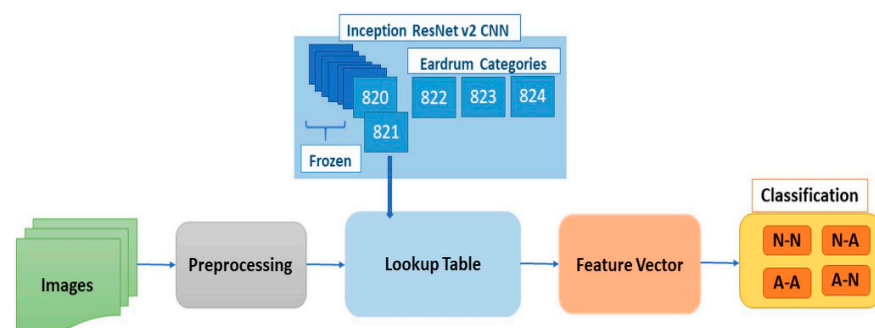 Inception ResNet v2 CNN
Eardrum Categories
820
822
823
824
821
Frozen
Classification
Images
Preprocessing
Lookup Table
Feature Vector
N-N
N-A
A-A
A-N